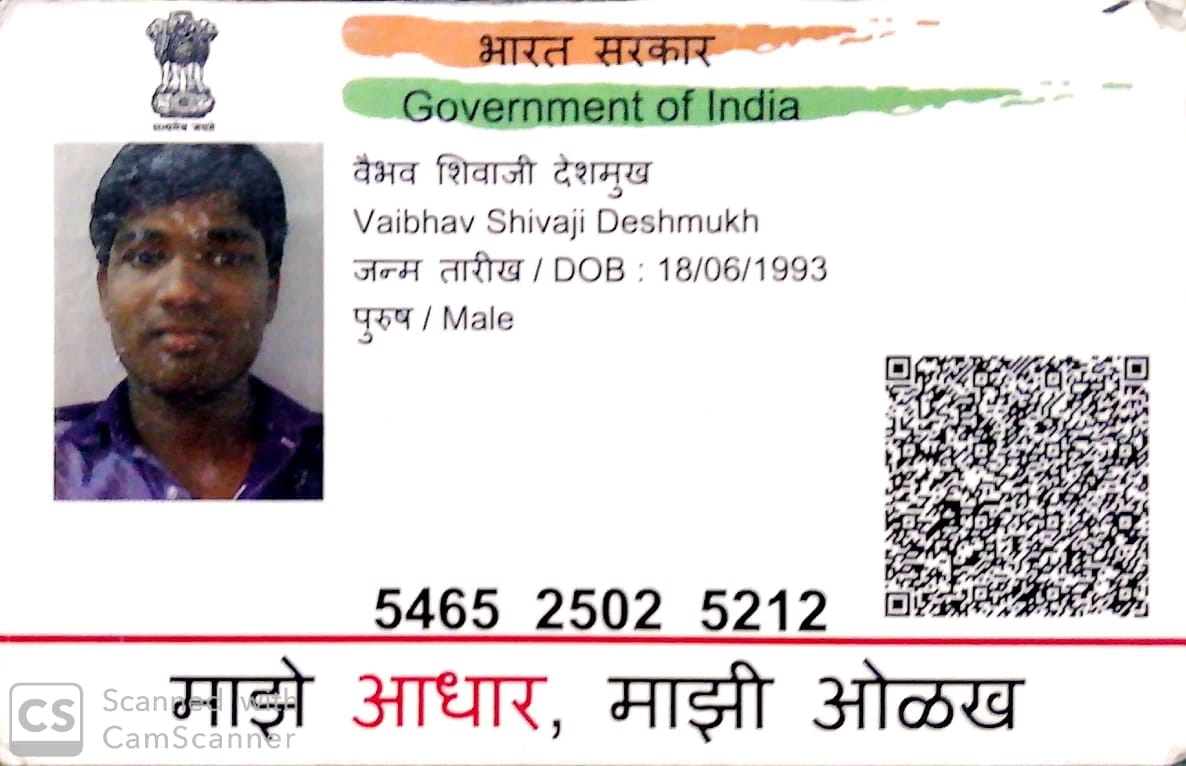 भारत सरकार
Government of India
सत्यमेव जयते
वैभव शिवाजी देशमुख
Vaibhav Shivaji Deshmukh
जन्म तारीख / DOB : 18/06/1993
पुरुष / Male
5465 2502 5212
माझे आधार, माझी ओळख
CS Scanned with
CamScanner